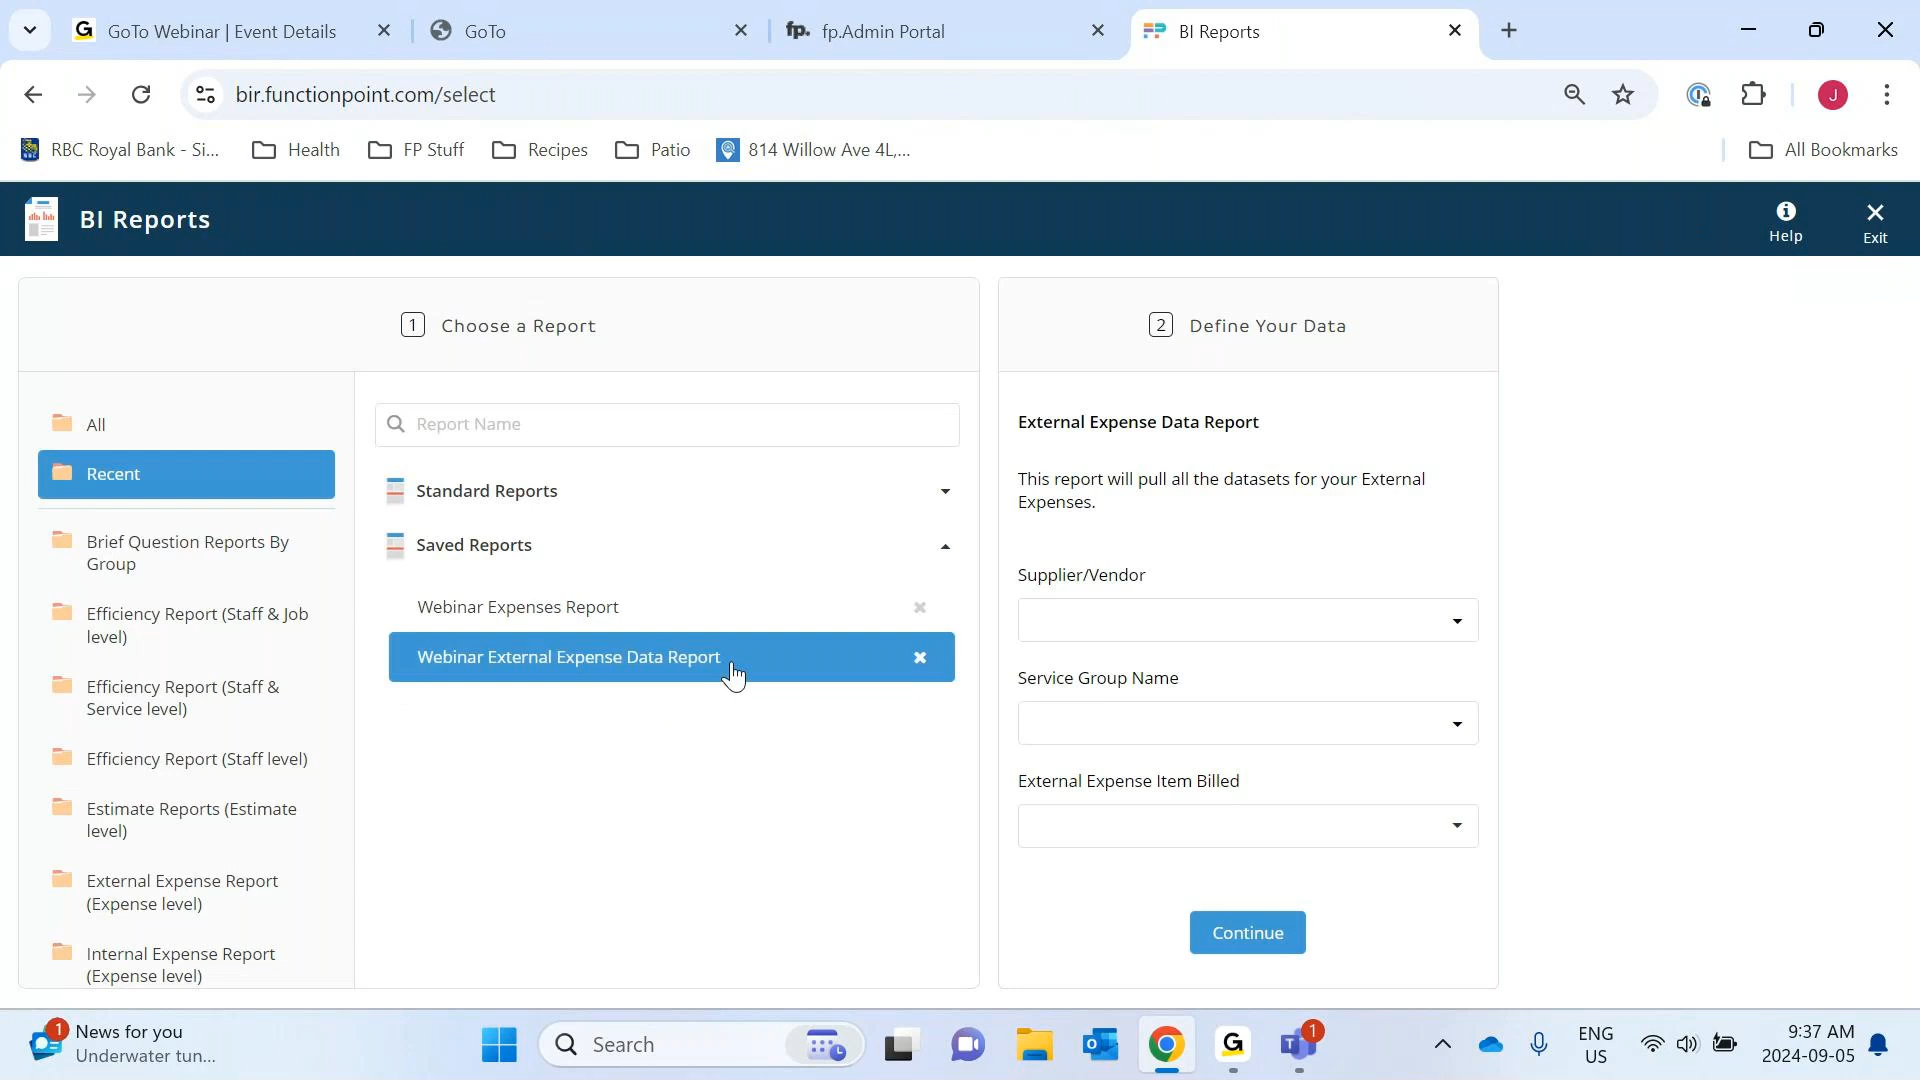 G GoTo Webinar | Event Details
GoTo
fp. fp.Admin Portal
BI Reports
bir.functionpoint.com/select
J
RBC Royal Bank - Si...
Health
FP Stuff
Recipes
Patio
814 Willow Ave 4L,...
All Bookmarks
BI Reports
Help
Exit
1 Choose a Report
2 Define Your Data
All
Recent
Brief Question Reports By
Group
Efficiency Report (Staff & Job
level)
Efficiency Report (Staff &
Service level)
Efficiency Report (Staff level)
Estimate Reports (Estimate
level)
External Expense Report
(Expense level)
Internal Expense Report
(Expense level)
Report Name
Standard Reports
Saved Reports
Webinar Expenses Report
Webinar External Expense Data Report
External Expense Data Report
This report will pull all the datasets for your External
Expenses.
Supplier/Vendor
Service Group Name
External Expense Item Billed
Continue
1
News for you
Underwater tun...
Search
G
T
1
ENG
US
9:37 AM
2024-09-05